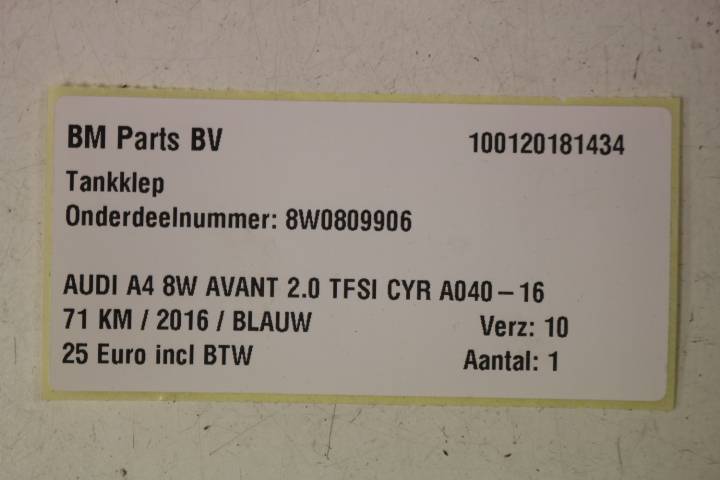 BM Parts BV 100120181434
Tankklep
Onderdeelnummer: 8W0809906
AUDI A4 8W AVANT 2.0 TFSI CYR A040-16
71 KM / 2016 / BLAUW Verz: 10
25 Euro incl BTW Aantal: 1